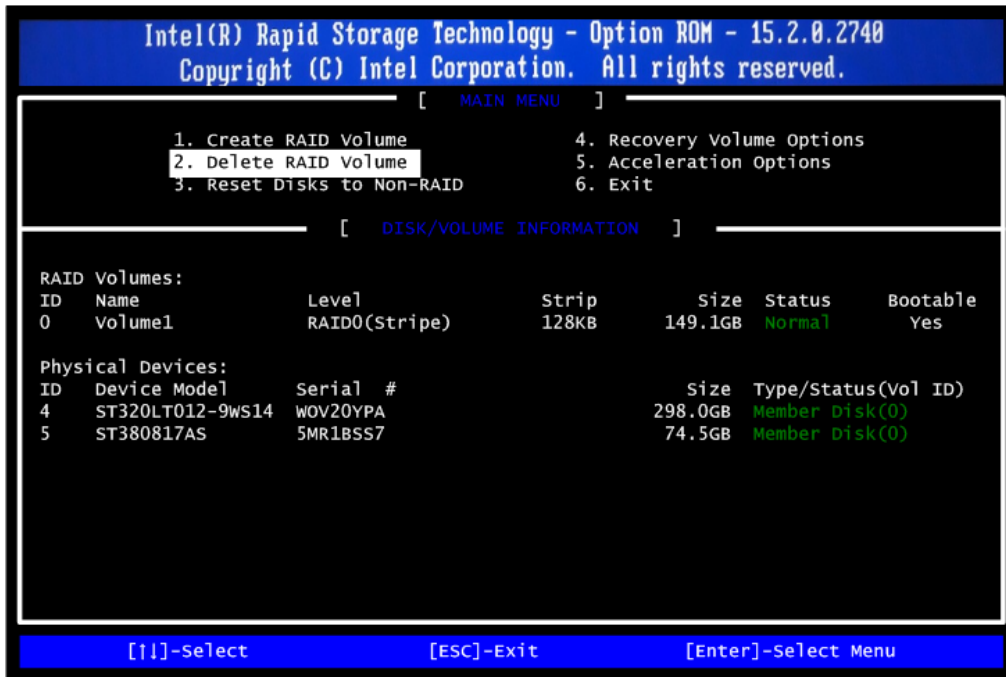 Intel(R) Rapid Storage Technology - Option ROM - 15.2.0.2740
Copyright (C) Intel Corporation. All rights reserved.
[ MAIN MENU ]
1. Create RAID Volume 4. Recovery Volume Options
2. Delete RAID Volume 5. Acceleration Options
3. Reset Disks to Non-RAID 6. Exit
[ DISK/VOLUME INFORMATION ]
RAID Volumes:
ID Name Level Strip Size Status Bootable
0 Volume1 RAID0(Stripe) 128KB 149.1GB Normal Yes
Physical Devices:
ID Device Model Serial # Size Type/Status(Vol ID)
4 ST320LT012-9WS14 WOV20YPA 298.0GB Member Disk(0)
5 ST380817AS 5MR1BSS7 74.5GB Member Disk(0)
[↑↓]-Select [ESC]-Exit [Enter]-Select Menu